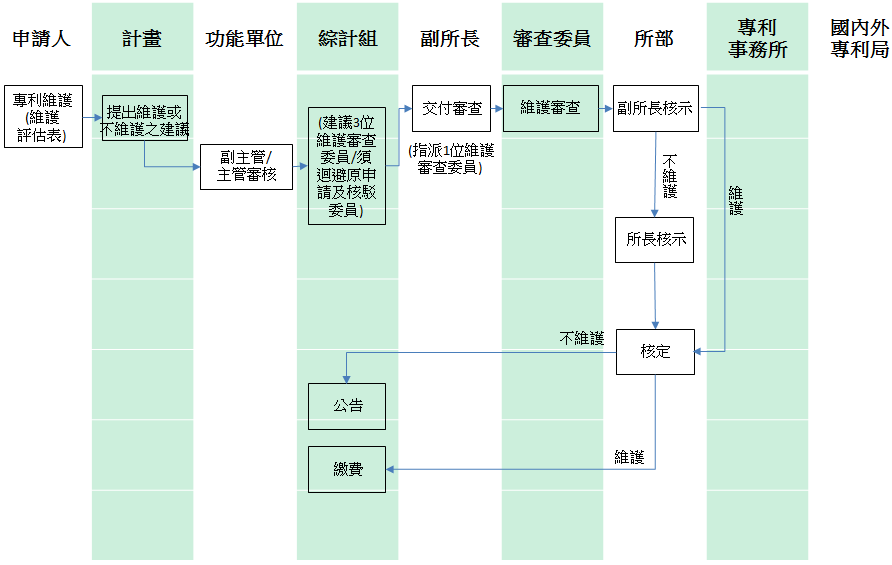 申請人
計畫
功能單位
綜計組
副所長
審查委員
所部
專利
事務所
國內外
專利局
專利維護
(維護
評估表)
提出維護或
不維護之建議
副主管/
主管審核
(建議3位
維護審查
委員/須
迴避原申
請及核駁
委員)
交付審查
(指派1位維護
審查委員)
維護審查
副所長核示
不維護
維護
所長核示
核定
不維護
公告
維護
繳費